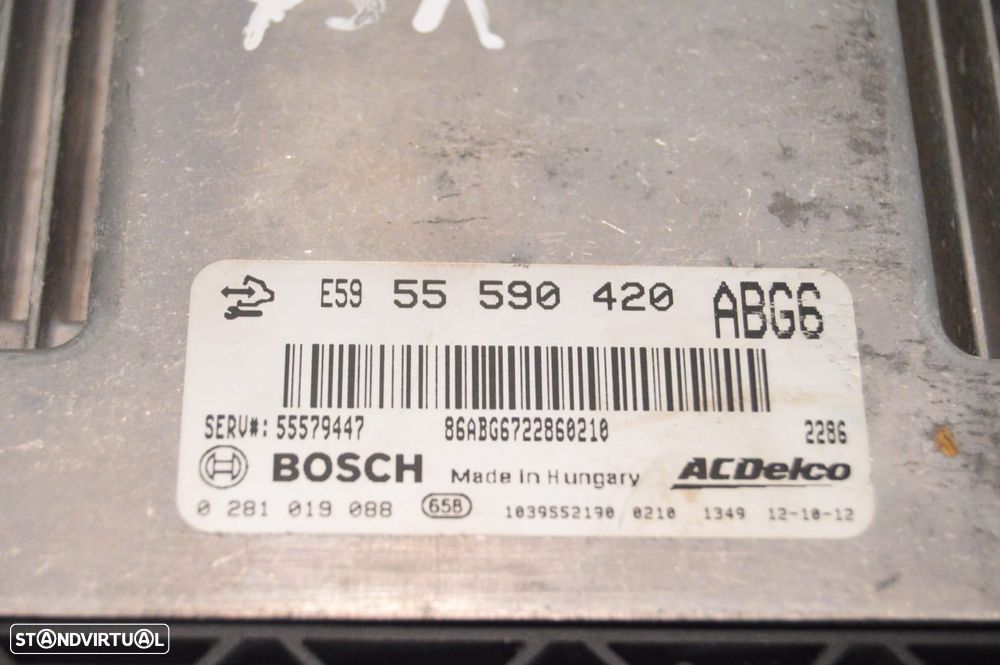 E59 55 590 420 ABG6
SERV#: 55579447 86ABG6722860210 2286
BOSCH Made in Hungary ACDelco
0 281 019 088 65B 1039S52190 0210 1349 12-10-12
STANDVIRTUAL